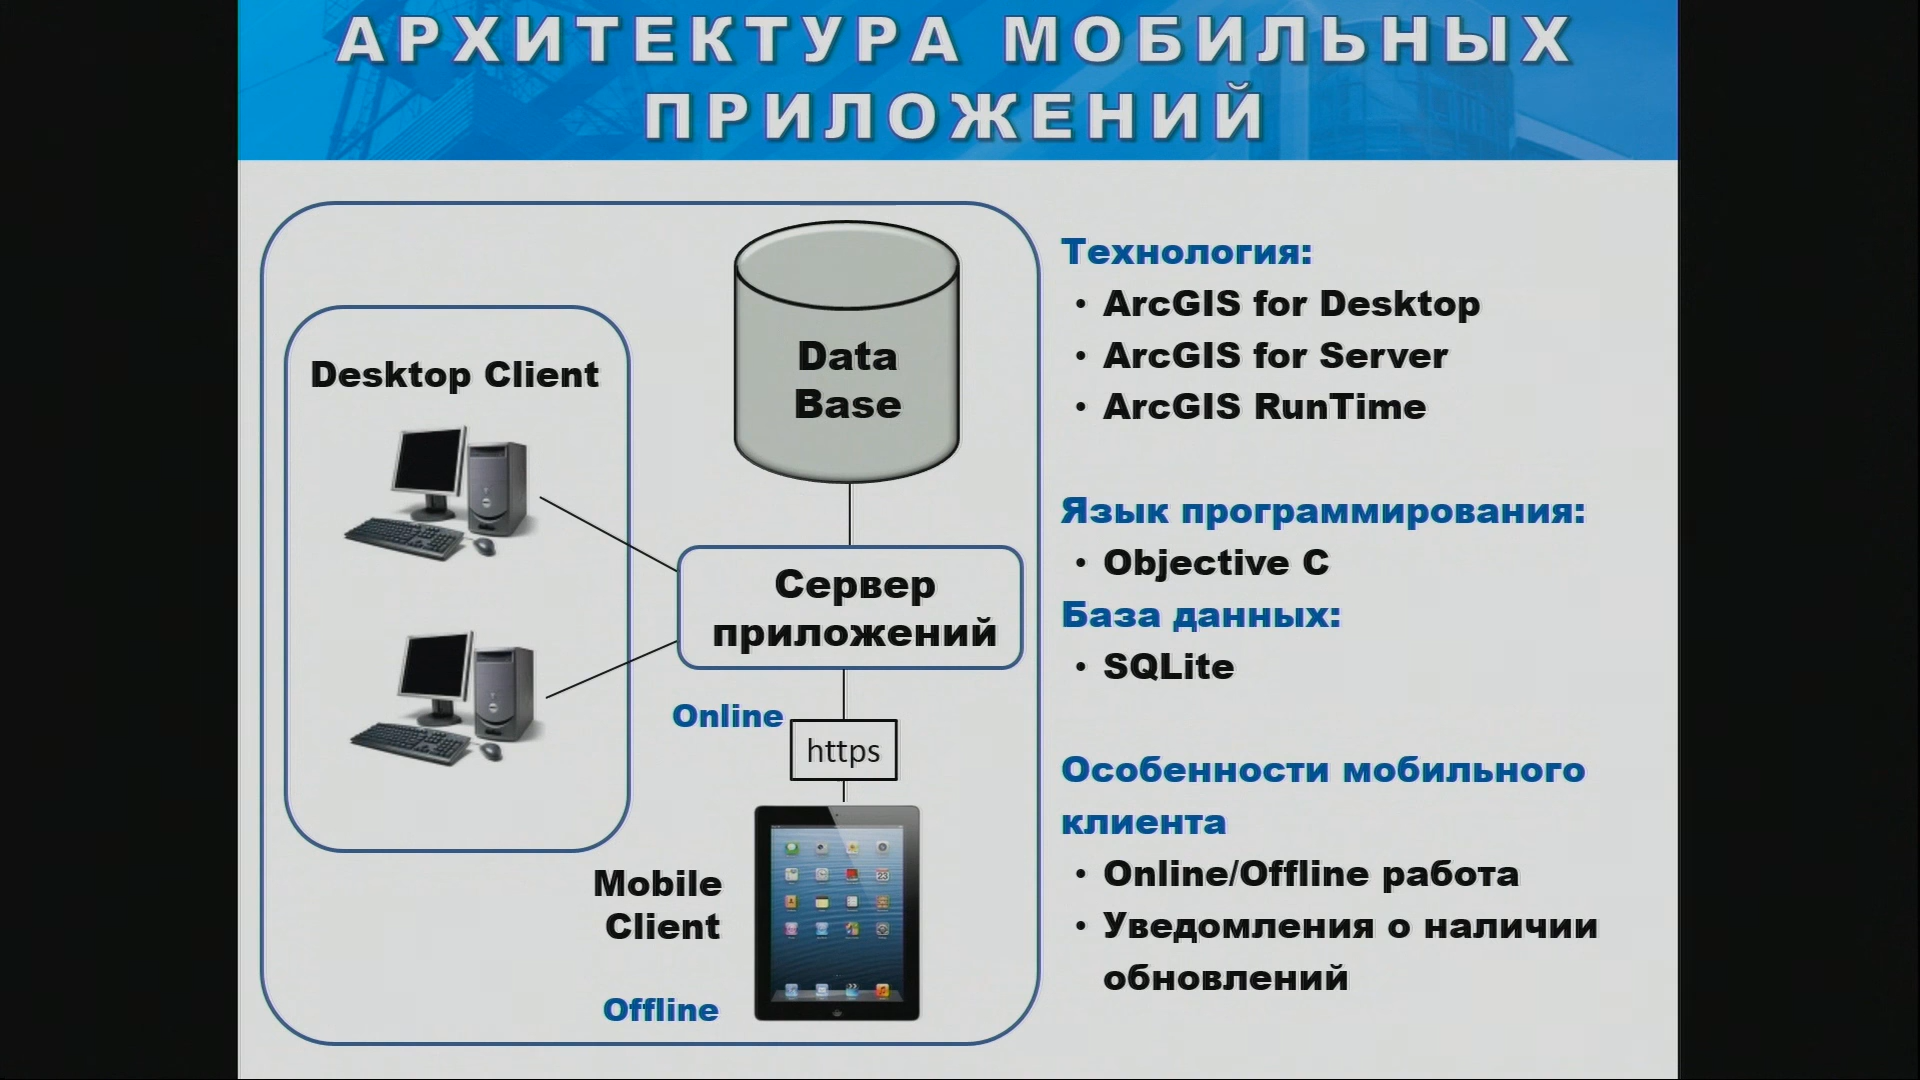 АРХИТЕКТУРА МОБИЛЬНЫХ
ПРИЛОЖЕНИЙ
Desktop Client
Data
Base
Сервер
приложений
Online
https
Mobile
Client
Offline
Технология:
• ArcGIS for Desktop
• ArcGIS for Server
• ArcGIS RunTime
Язык программирования:
• Objective C
База данных:
• SQLite
Особенности мобильного
клиента
• Online/Offline работа
• Уведомления о наличии
обновлений